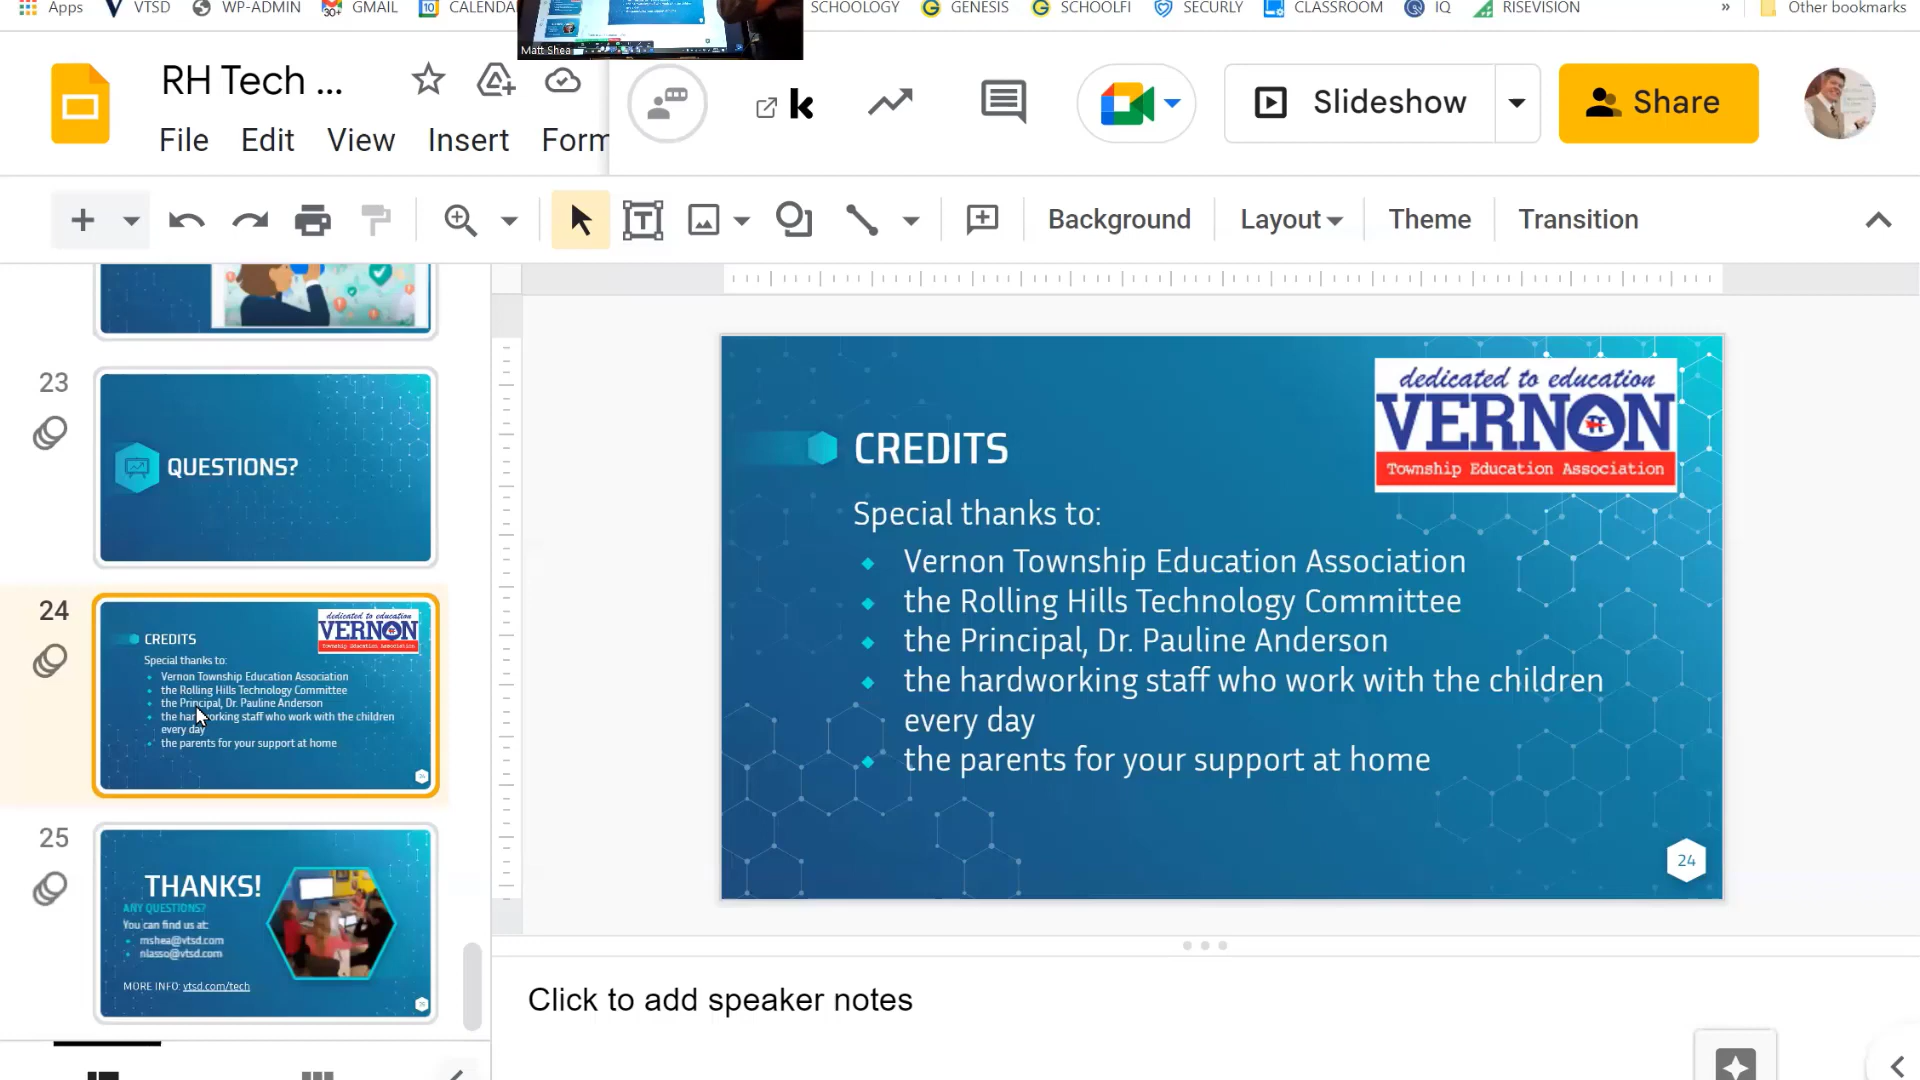 Apps VTSD WP-ADMIN GMAIL CALENDA SCHOOLOGY GENESIS SCHOOLFI SECURLY CLASSROOM IQ RISEVISION » Other bookmarks
30+
10
Matt Shea
RH Tech ...
k
Slideshow
Share
File Edit View Insert Form
Background Layout Theme Transition
23
QUESTIONS?
24
CREDITS
dedicated to education
VERNON
Special thanks to:
Vernon Township Education Association
the Rolling Hills Technology Committee
the Principal, Dr. Pauline Anderson
the hardworking staff who work with the children
every day
the parents for your support at home
25
THANKS!
ANY QUESTIONS?
You can find us at:
mshea@vtsd.com
nlasso@vtsd.com
MORE INFO: vtsd.com/tech
dedicated to education
VERNON
Township Education Association
CREDITS
Special thanks to:
Vernon Township Education Association
the Rolling Hills Technology Committee
the Principal, Dr. Pauline Anderson
the hardworking staff who work with the children
every day
the parents for your support at home
24
Click to add speaker notes